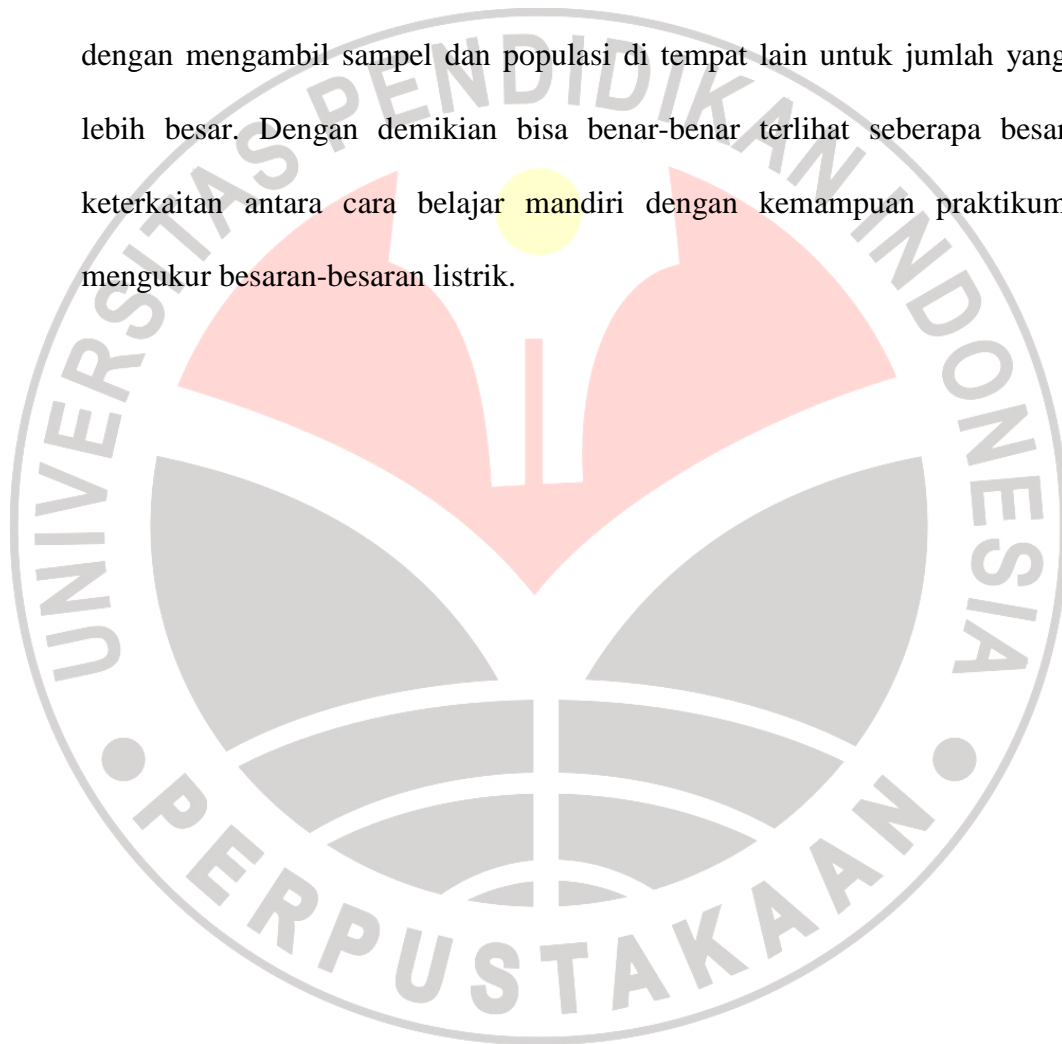 dengan mengambil sampel dan populasi di tempat lain untuk jumlah yang
lebih besar. Dengan demikian bisa benar-benar terlihat seberapa besar
keterkaitan antara cara belajar mandiri dengan kemampuan praktikum
mengukur besaran-besaran listrik.
UNIVERSITAS PENDIDIKAN INDONESIA
PERPUSTAKAAN